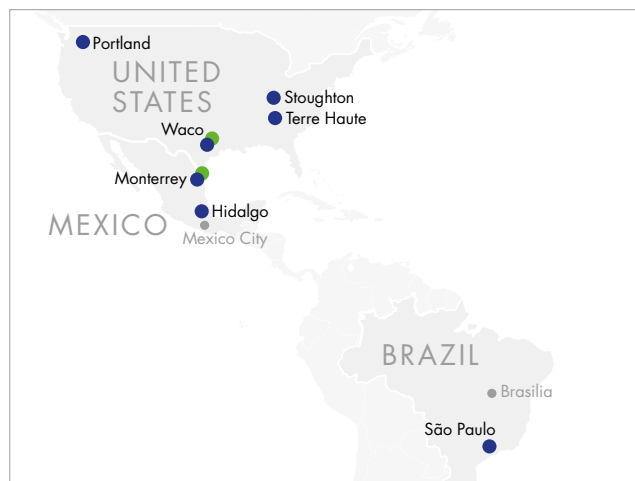 Portland
UNITED
STATES
Stoughton
Terre Haute
Waco
Monterrey
Hidalgo
MEXICO
Mexico City
BRAZIL
Brasilia
São Paulo